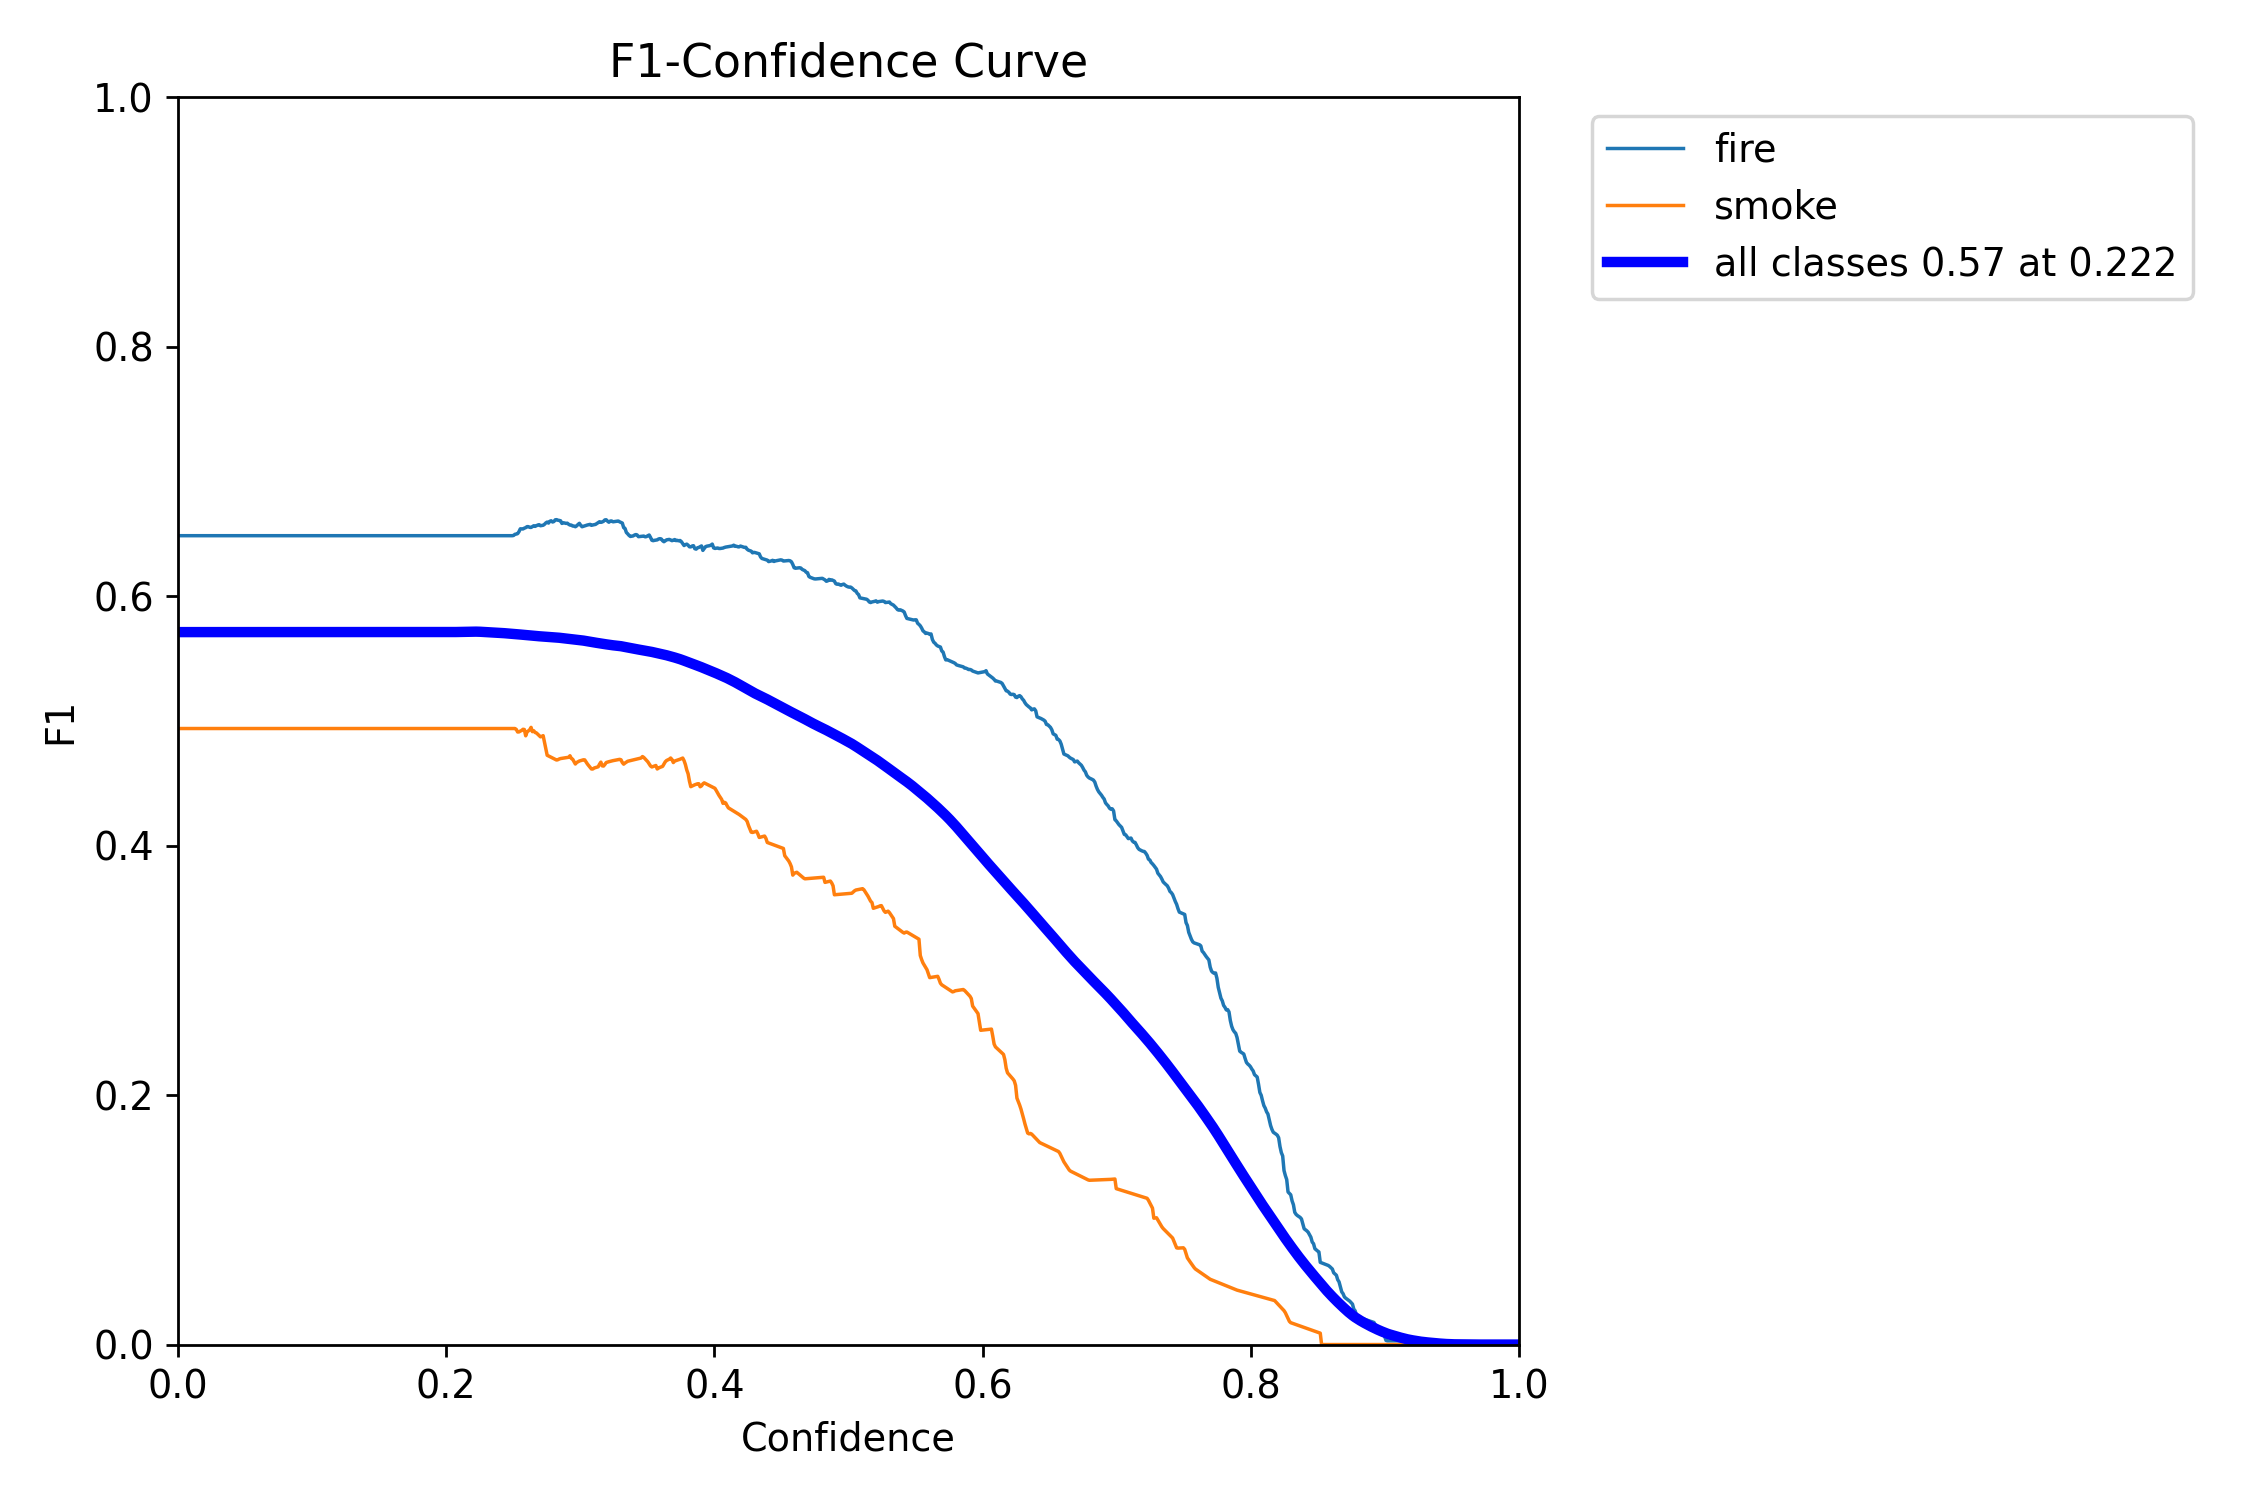 F1-Confidence Curve
1.0
0.8
0.6
0.4
0.2
0.0
F1
0.0 0.2 0.4 0.6 0.8 1.0
Confidence
fire
smoke
all classes 0.57 at 0.222